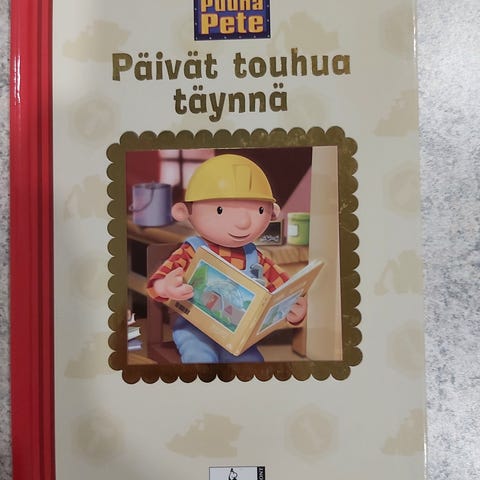 Puuha
Pete
Päivät touhua
täynnä